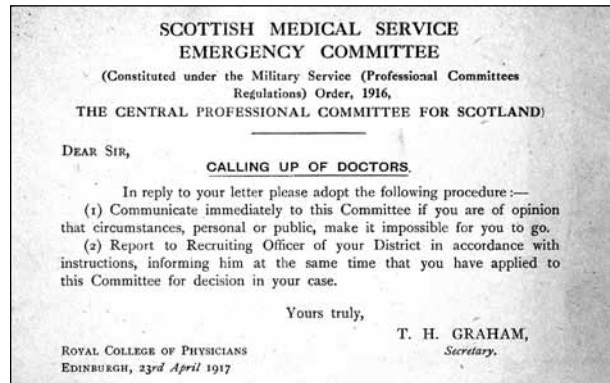 SCOTTISH MEDICAL SERVICE
EMERGENCY COMMITTEE
(Constituted under the Military Service (Professional Committees
Regulations) Order, 1916,
THE CENTRAL PROFESSIONAL COMMITTEE FOR SCOTLAND)
DEAR SIR,
CALLING UP OF DOCTORS.
In reply to your letter please adopt the following procedure :—
(1) Communicate immediately to this Committee if you are of opinion
that circumstances, personal or public, make it impossible for you to go.
(2) Report to Recruiting Officer of your District in accordance with
instructions, informing him at the same time that you have applied to
this Committee for decision in your case.
Yours truly,
T. H. GRAHAM,
Secretary.
ROYAL COLLEGE OF PHYSICIANS
EDINBURGH, 23rd April 1917